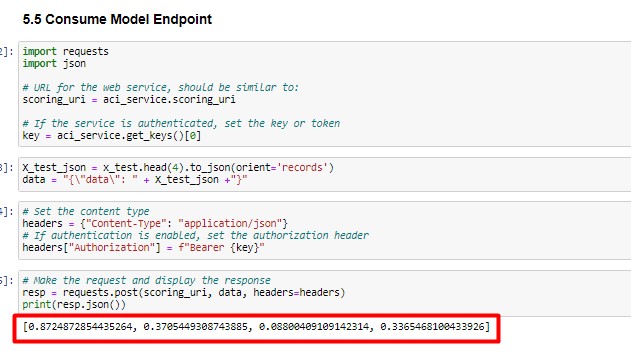 5.5 Consume Model Endpoint
2]: import requests
import json
# URL for the web service, should be similar to:
scoring_uri = aci_service.scoring_uri
# If the service is authenticated, set the key or token
key = aci_service.get_keys()[0]
3]: X_test_json = x_test.head(4).to_json(orient='records')
data = "{\"data\": " + X_test_json +"}"
4]: # Set the content type
headers = {"Content-Type": "application/json"}
# If authentication is enabled, set the authorization header
headers["Authorization"] = f"Bearer {key}"
5]: # Make the request and display the response
resp = requests.post(scoring_uri, data, headers=headers)
print(resp.json())
[0.8724872854435264, 0.3705449308743885, 0.08800409109142314, 0.3365468100433926]